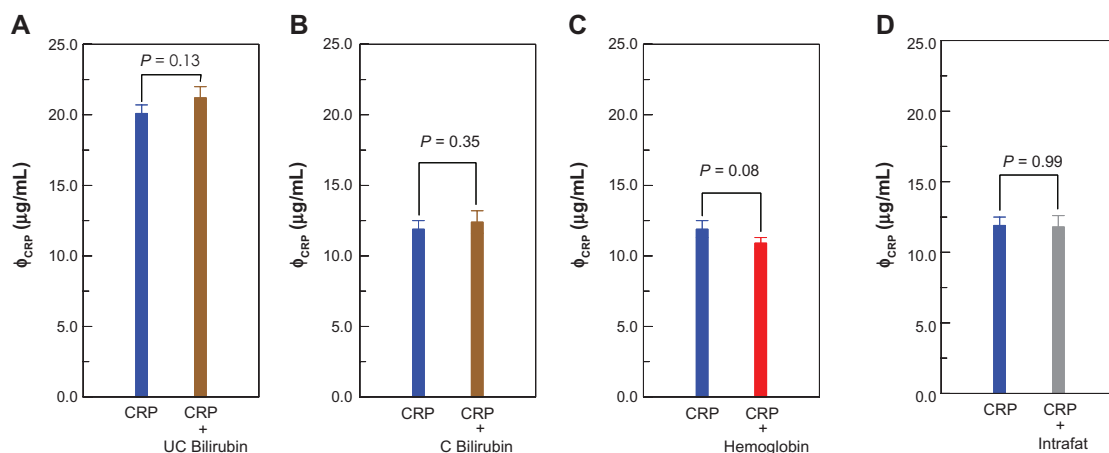 A
25.0
20.0
15.0
10.0
5.0
0.0
ϕCRP (μg/mL)
P = 0.13
CRP
CRP
+
UC Bilirubin
B
25.0
20.0
15.0
10.0
5.0
0.0
ϕCRP (μg/mL)
P = 0.35
CRP
CRP
+
C Bilirubin
C
25.0
20.0
15.0
10.0
5.0
0.0
ϕCRP (μg/mL)
P = 0.08
CRP
CRP
+
Hemoglobin
D
25.0
20.0
15.0
10.0
5.0
0.0
ϕCRP (μg/mL)
P = 0.99
CRP
CRP
+
Intrafat